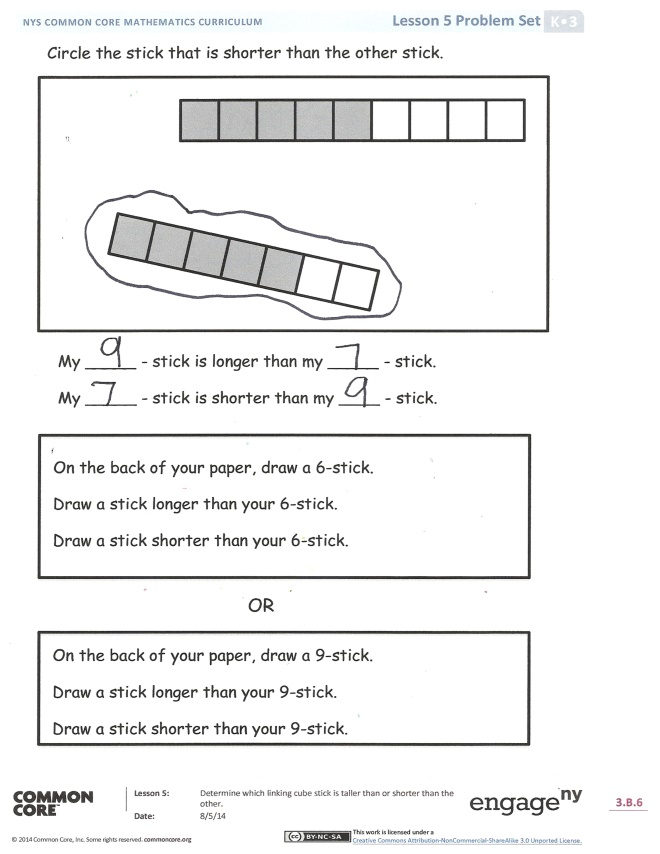 NYS COMMON CORE MATHEMATICS CURRICULUM Lesson 5 Problem Set K•3
Circle the stick that is shorter than the other stick.
My 9 - stick is longer than my 7 - stick.
My 7 - stick is shorter than my 9 - stick.
On the back of your paper, draw a 6-stick.
Draw a stick longer than your 6-stick.
Draw a stick shorter than your 6-stick.
OR
On the back of your paper, draw a 9-stick.
Draw a stick longer than your 9-stick.
Draw a stick shorter than your 9-stick.
COMMON CORE™
Lesson 5: Determine which linking cube stick is taller than or shorter than the
other.
Date: 8/5/14
engage ny
3.B.6
© 2014 Common Core, Inc. Some rights reserved. commoncore.org
(cc) BY-NC-SA
This work is licensed under a
Creative Commons Attribution-NonCommercial-ShareAlike 3.0 Unported License.